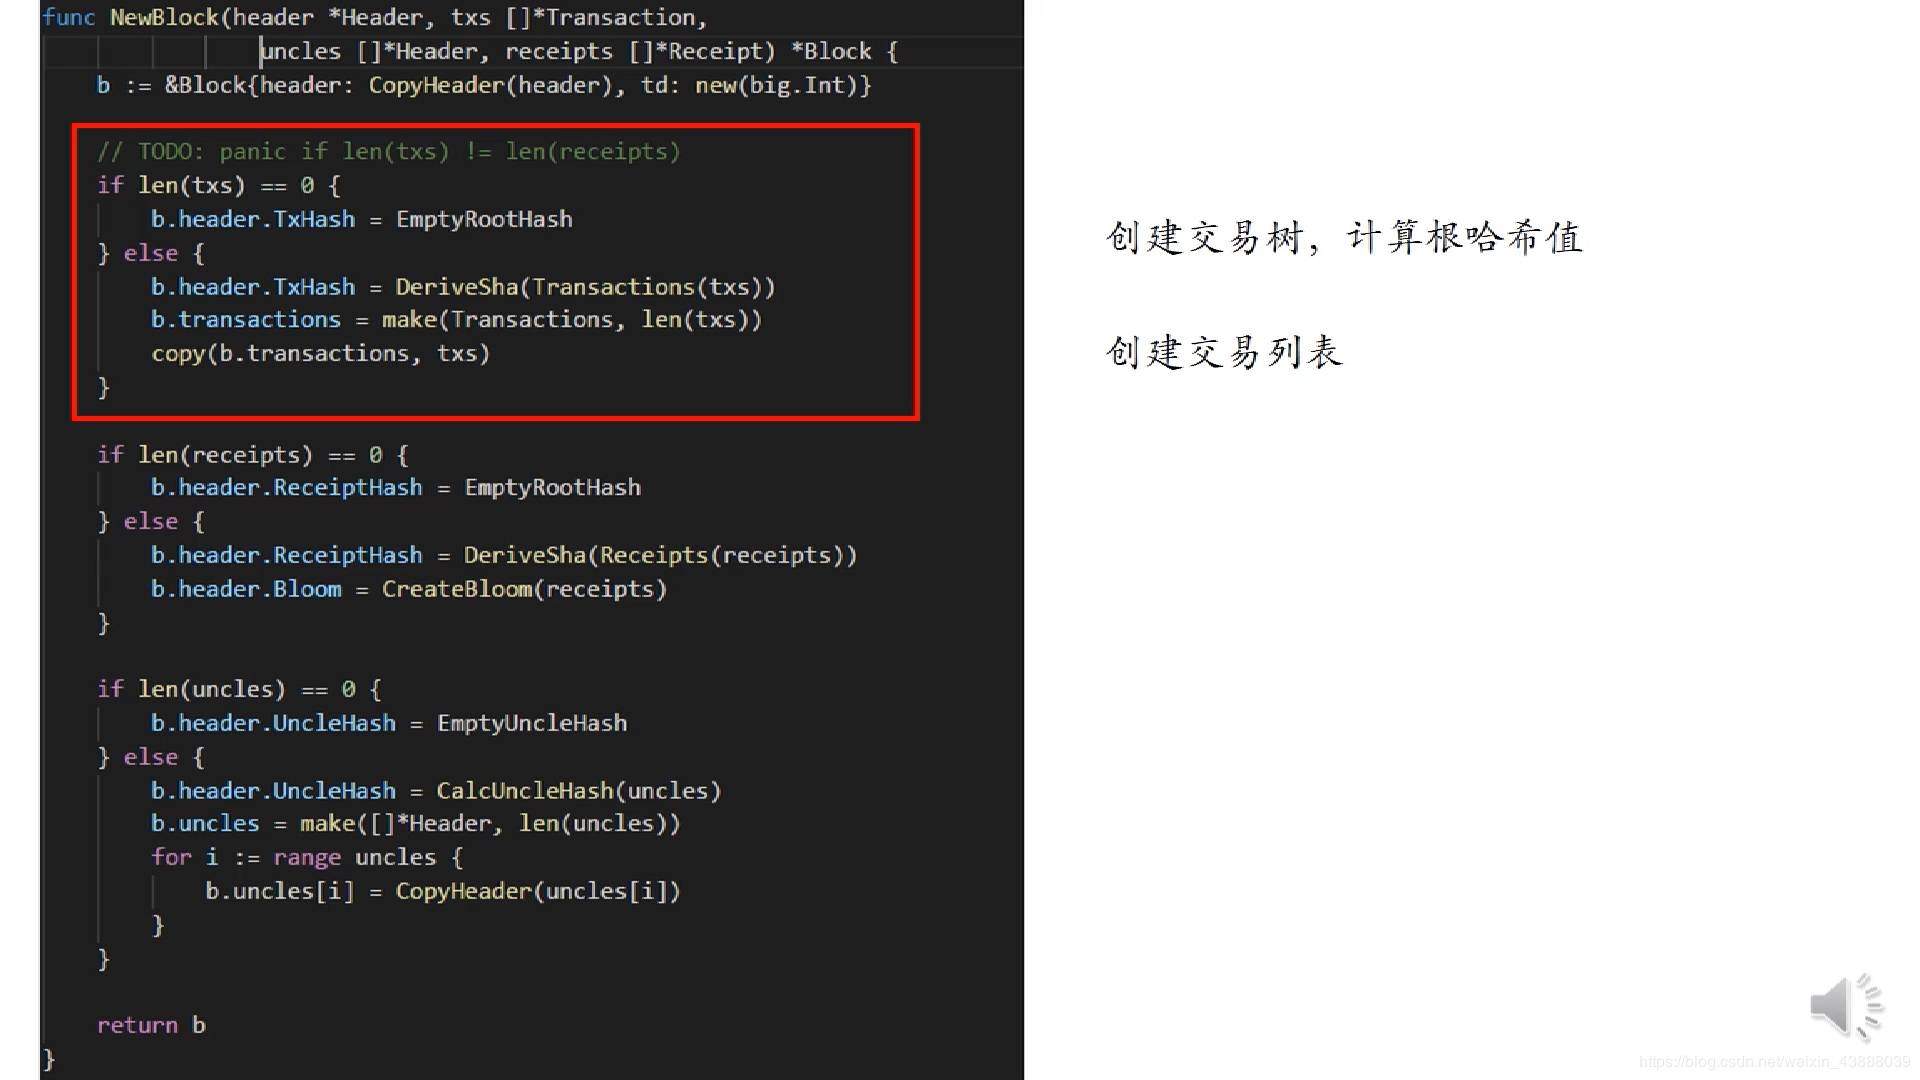 func NewBlock(header *Header, txs []*Transaction,
                uncles []*Header, receipts []*Receipt) *Block {
    b := &Block{header: CopyHeader(header), td: new(big.Int)}

    // TODO: panic if len(txs) != len(receipts)
    if len(txs) == 0 {
        b.header.TxHash = EmptyRootHash
    } else {
        b.header.TxHash = DeriveSha(Transactions(txs))
        b.transactions = make(Transactions, len(txs))
        copy(b.transactions, txs)
    }

    if len(receipts) == 0 {
        b.header.ReceiptHash = EmptyRootHash
    } else {
        b.header.ReceiptHash = DeriveSha(Receipts(receipts))
        b.header.Bloom = CreateBloom(receipts)
    }

    if len(uncles) == 0 {
        b.header.UncleHash = EmptyUncleHash
    } else {
        b.header.UncleHash = CalcUncleHash(uncles)
        b.uncles = make([]*Header, len(uncles))
        for i := range uncles {
            b.uncles[i] = CopyHeader(uncles[i])
        }
    }

    return b
}
创建交易树，计算根哈希值
创建交易列表
https://blog.csdn.net/weixin_43888039